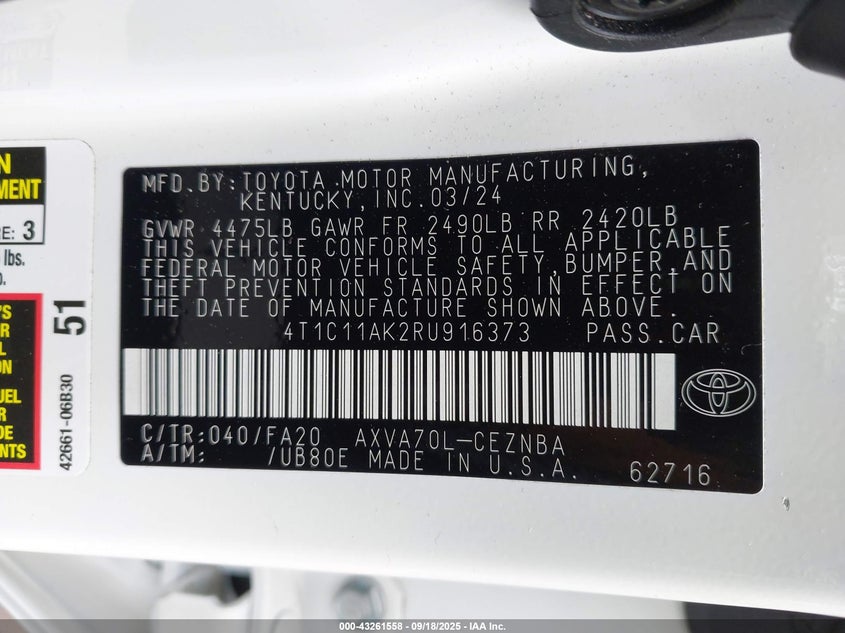 MFD. BY: TOYOTA MOTOR MANUFACTURING,
KENTUCKY, INC. 03/24
GVWR 4475LB GAWR FR 2490LB RR 2420LB
THIS VEHICLE CONFORMS TO ALL APPLICABLE
FEDERAL MOTOR VEHICLE SAFETY, BUMPER, AND
THEFT PREVENTION STANDARDS IN EFFECT ON
THE DATE OF MANUFACTURE SHOWN ABOVE.
4T1C11AK2RU916373 PASS. CAR
C/TR: 040/FA20 AXVA70L-CEZNBA
A/TM: /UB80E MADE IN U.S.A. 62716
RE: 3
lbs.
51
42661-06B30
000-43261558 - 09/18/2025 - IAA Inc.